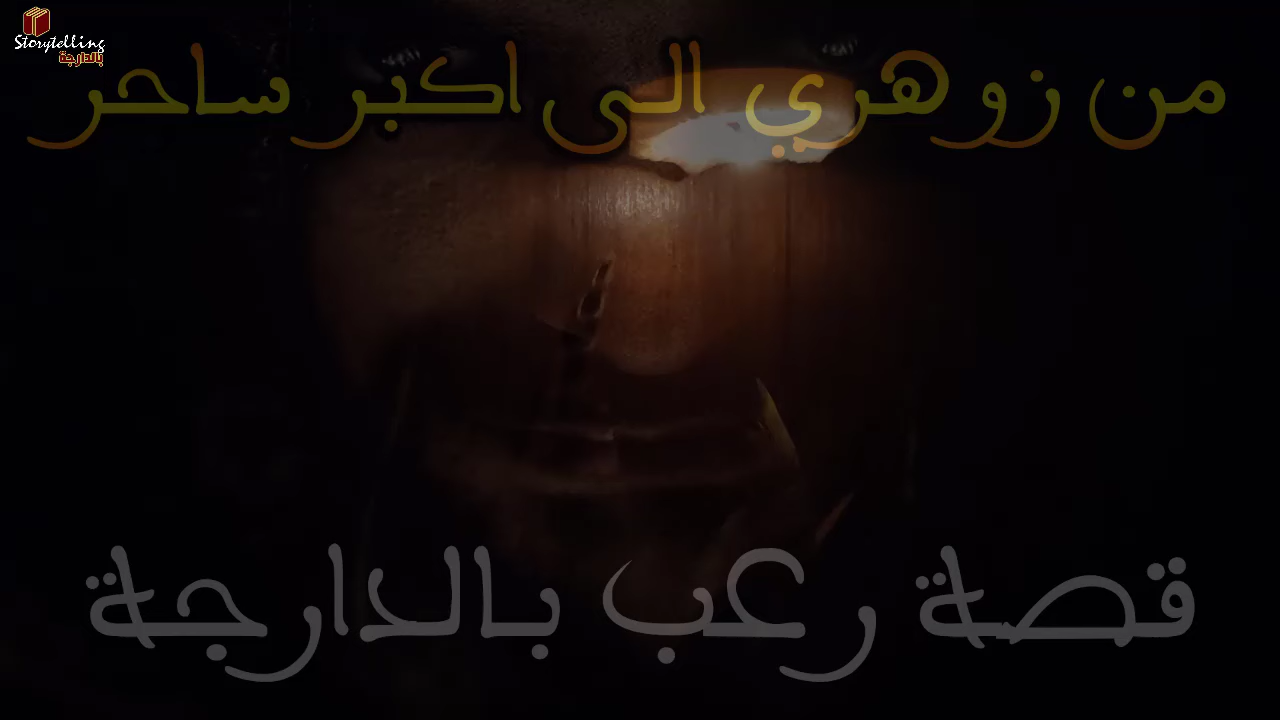 Storytelling
بالدارجة
من زوهري الى اكبر ساحر
قصة رعب بالدارجة